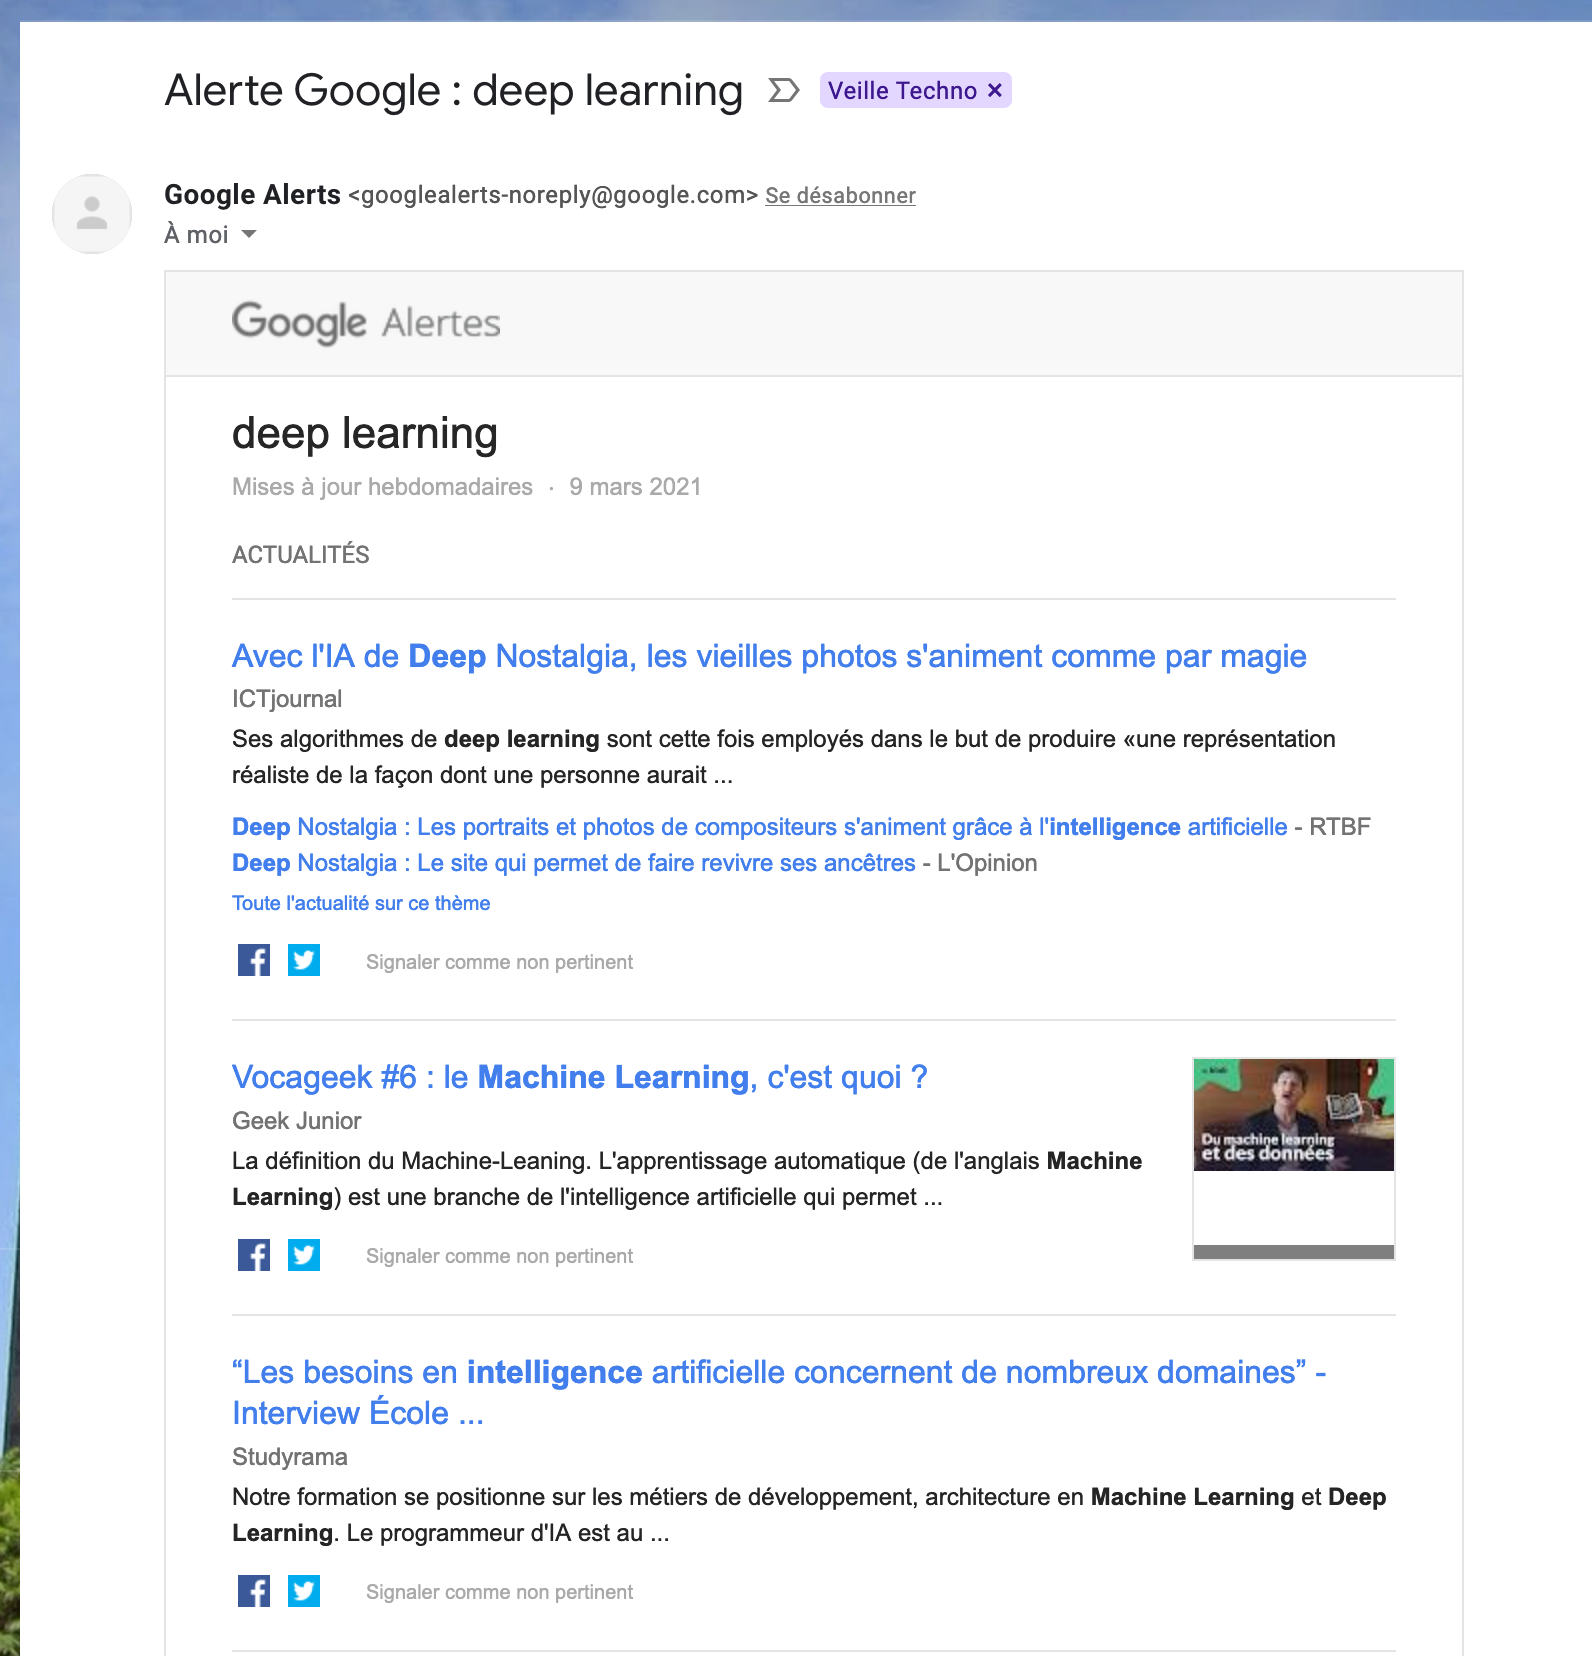 Alerte Google : deep learning
Veille Techno ×
Google Alerts <googlealerts-noreply@google.com> Se désabonner
À moi
Google Alertes
deep learning
Mises à jour hebdomadaires · 9 mars 2021
ACTUALITÉS
Avec l'IA de Deep Nostalgia, les vieilles photos s'animent comme par magie
ICTjournal
Ses algorithmes de deep learning sont cette fois employés dans le but de produire «une représentation
réaliste de la façon dont une personne aurait ...
Deep Nostalgia : Les portraits et photos de compositeurs s'animent grâce à l'intelligence artificielle - RTBF
Deep Nostalgia : Le site qui permet de faire revivre ses ancêtres - L'Opinion
Toute l'actualité sur ce thème
Signaler comme non pertinent
Vocageek #6 : le Machine Learning, c'est quoi ?
Geek Junior
La définition du Machine-Leaning. L'apprentissage automatique (de l'anglais Machine
Learning) est une branche de l'intelligence artificielle qui permet ...
Du machine learning
et des données
Signaler comme non pertinent
“Les besoins en intelligence artificielle concernent de nombreux domaines” -
Interview École ...
Studyrama
Notre formation se positionne sur les métiers de développement, architecture en Machine Learning et Deep
Learning. Le programmeur d'IA est au ...
Signaler comme non pertinent